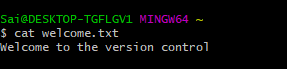 Sai@DESKTOP-TGFLGV1 MINGW64 ~
$ cat welcome.txt
Welcome to the version control